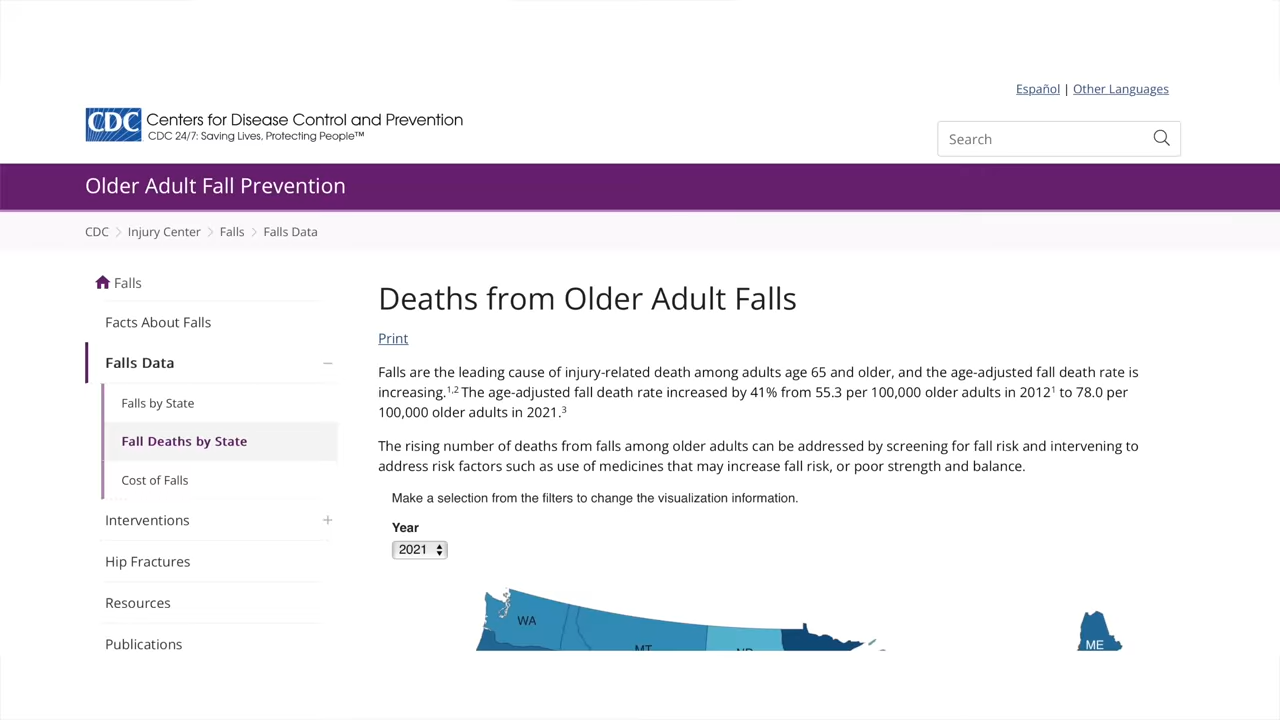 Español | Other Languages
CDC Centers for Disease Control and Prevention
CDC 24/7: Saving Lives, Protecting People™
Search
Older Adult Fall Prevention
CDC > Injury Center > Falls > Falls Data
Falls
Facts About Falls
Falls Data
Falls by State
Fall Deaths by State
Cost of Falls
Interventions
Hip Fractures
Resources
Publications
Deaths from Older Adult Falls
Print
Falls are the leading cause of injury-related death among adults age 65 and older, and the age-adjusted fall death rate is
increasing.1,2 The age-adjusted fall death rate increased by 41% from 55.3 per 100,000 older adults in 2012¹ to 78.0 per
100,000 older adults in 2021.³
The rising number of deaths from falls among older adults can be addressed by screening for fall risk and intervening to
address risk factors such as use of medicines that may increase fall risk, or poor strength and balance.
Make a selection from the filters to change the visualization information.
Year
2021
WA
MT
ND
ME